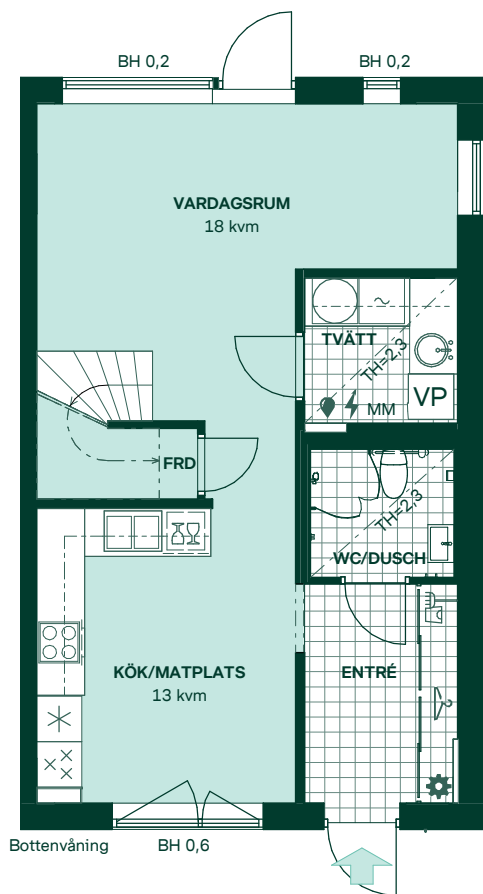 BH 0,2
BH 0,2
VARDAGSRUM
18 kvm
TVÄTT
TH=2,3
VP
MM
FRD
TH=2,3
WC/DUSCH
KÖK/MATPLATS
13 kvm
ENTRÉ
Bottenvåning
BH 0,6